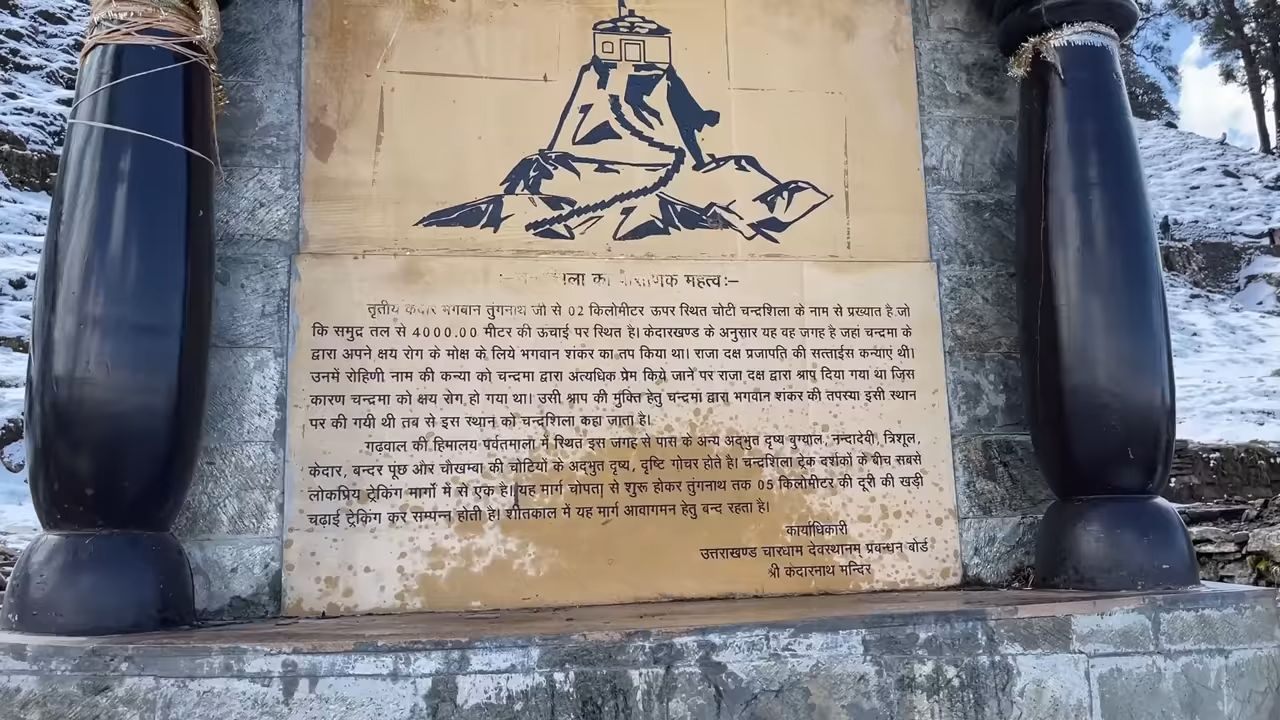 का महत्व:–
तृतीय केदार भगवान तुंगनाथ जी से 02 किलोमीटर ऊपर स्थित चोटी चन्द्रशिला के नाम से प्रख्यात है जो
कि समुद्र तल से 4000.00 मीटर की ऊचाई पर स्थित है। केदारखण्ड के अनुसार यह वह जगह है जहां चन्द्रमा के
द्वारा अपने क्षय रोग के मोक्ष के लिये भगवान शंकर का तप किया था। राजा दक्ष प्रजापति की सत्ताईस कन्याएं थी।
उनमें रोहिणी नाम की कन्या को चन्द्रमा द्वारा अत्यधिक प्रेम किये जाने पर राजा दक्ष द्वारा श्राप दिया गया था जिस
कारण चन्द्रमा को क्षय रोग हो गया था। उसी श्राप की मुक्ति हेतु चन्द्रमा द्वारा भगवान शंकर की तपस्या इसी स्थान
पर की गयी थी तब से इस स्थान को चन्द्रशिला कहा जाता है।
गढ़वाल की हिमालय पर्वतमाला में स्थित इस जगह से पास के अन्य अद्भुत दृष्य बुग्याल, नन्दादेवी, त्रिशूल,
केदार, बन्दर पूंछ और चौखम्बा की चोटियों के अद्भुत दृष्य, दृष्टि गोचर होते है। चन्द्रशिला ट्रेक दर्शकों के बीच सबसे
लोकप्रिय ट्रेकिंग मार्गो में से एक है। यह मार्ग चोपता से शुरू होकर तुंगनाथ तक 05 किलोमीटर की दूरी की खड़ी
चढ़ाई ट्रेकिंग कर सम्पन्न होती है। शीतकाल में यह मार्ग आवागमन हेतु बन्द रहता है।
कार्याधिकारी
उत्तराखण्ड चारधाम देवस्थानम् प्रबन्धन बोर्ड
श्री केदारनाथ मन्दिर